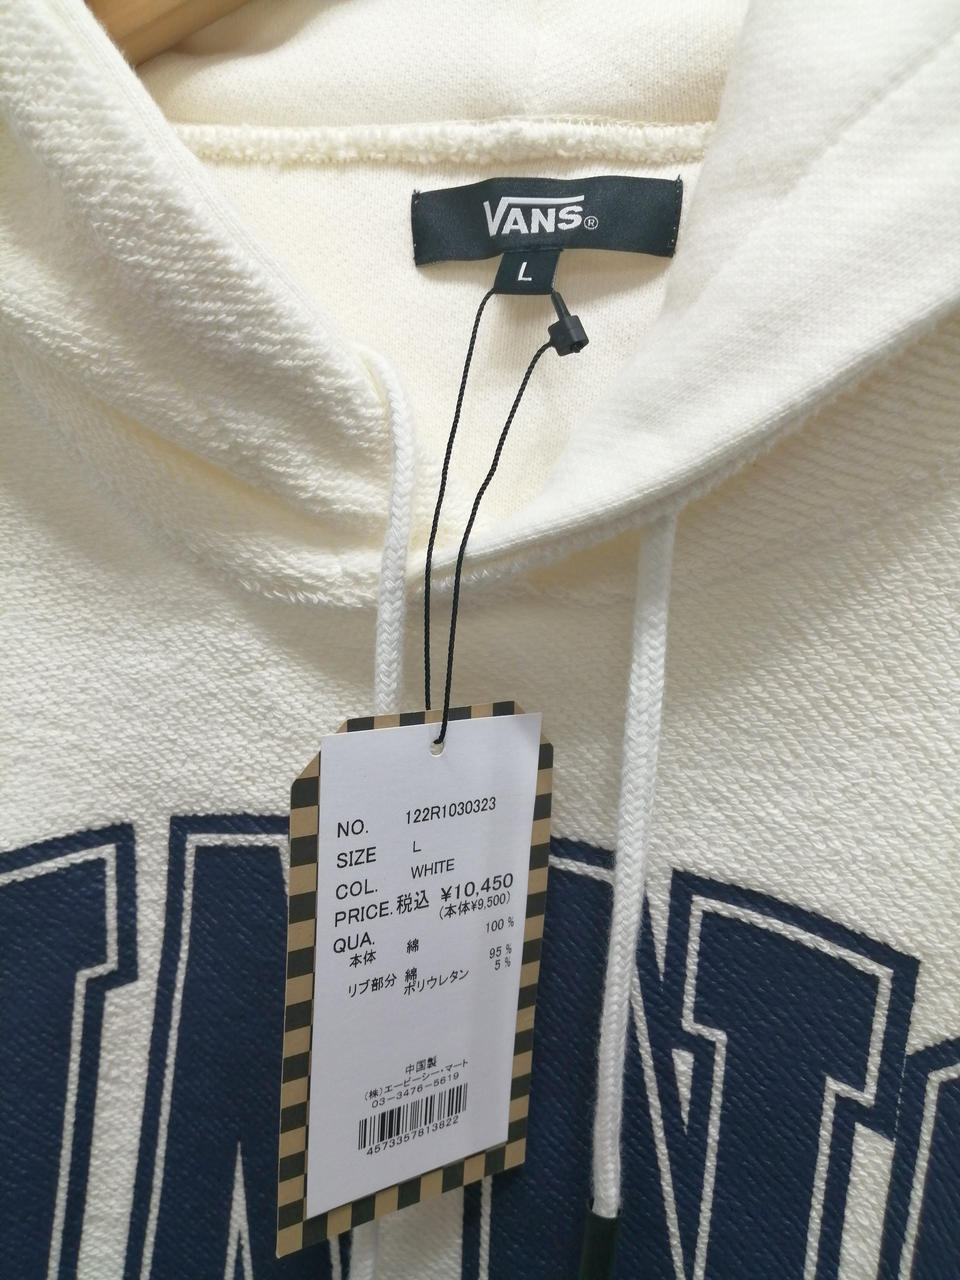 VANS®
L
NO. 122R1030323
SIZE L
COL. WHITE
PRICE. 税込 ¥10,450
(本体¥9,500)
QUA. 100 %
本体 綿
95 %
リブ部分 綿 5 %
ポリウレタン
中国製
(株)エービーシー・マート
03-3476-5619
4573357813822